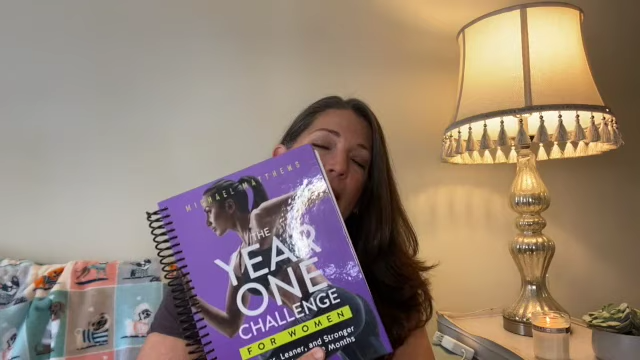 MICHAEL MATTHEWS
THE
YEAR
ONE
CHALLENGE
FOR WOMEN
Leaner, and Stronger
Months